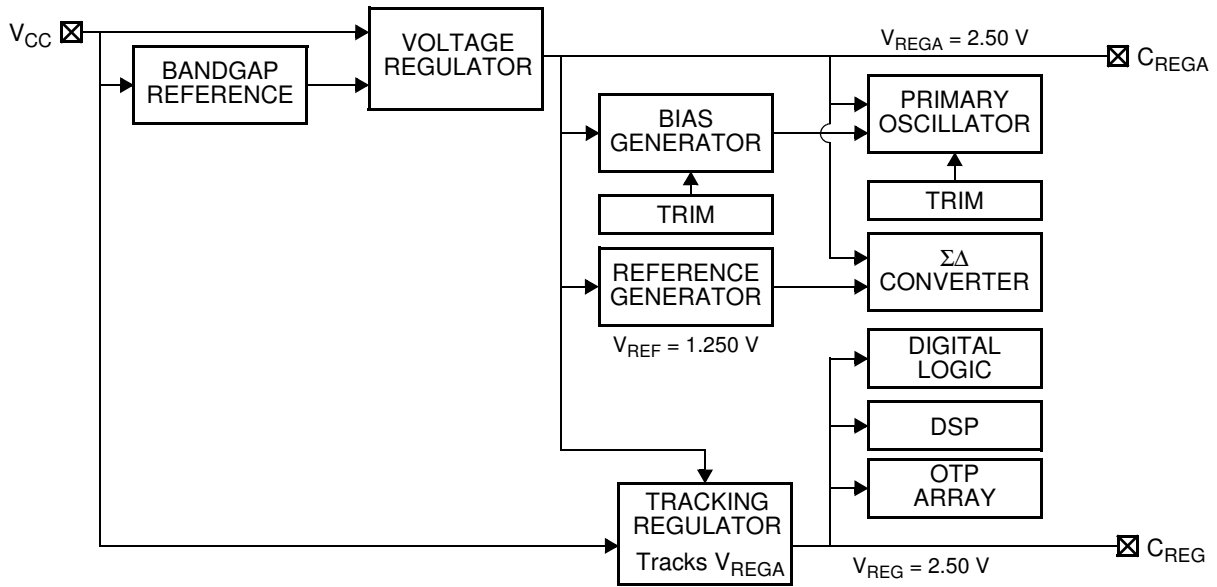 VCC
VOLTAGE
REGULATOR
BANDGAP
REFERENCE
VREGA = 2.50 V
CREGA
BIAS
GENERATOR
PRIMARY
OSCILLATOR
TRIM
TRIM
REFERENCE
GENERATOR
ΣΔ
CONVERTER
VREF = 1.250 V
DIGITAL
LOGIC
DSP
OTP
ARRAY
TRACKING
REGULATOR
Tracks VREGA
VREG = 2.50 V
CREG